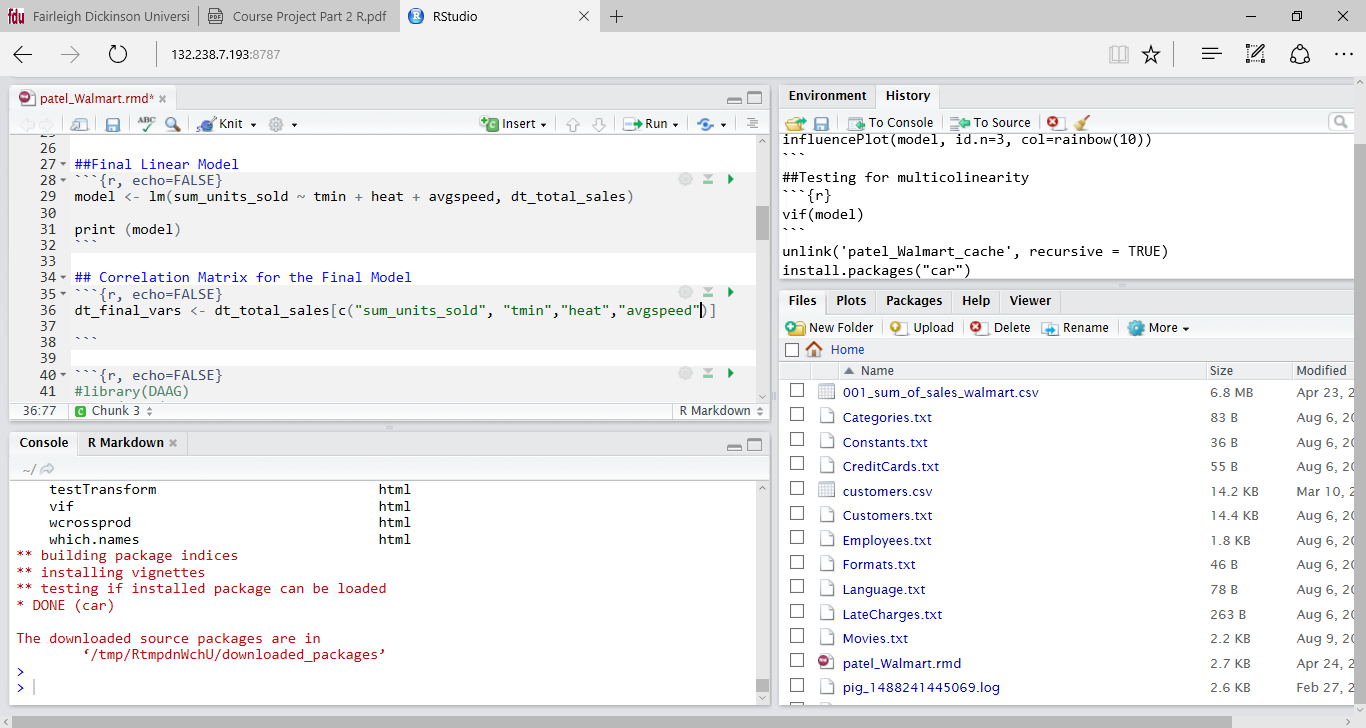 fdu Fairleigh Dickinson Universi
Course Project Part 2 R.pdf
RStudio
132.238.7.193:8787
patel_Walmart.rmd*
ABC Knit Insert Run
26
27 ##Final Linear Model
28 ```{r, echo=FALSE}
29 model <- lm(sum_units_sold ~ tmin + heat + avgspeed, dt_total_sales)
30
31 print (model)
32 ```
33
34 ## Correlation Matrix for the Final Model
35 ```{r, echo=FALSE}
36 dt_final_vars <- dt_total_sales[c("sum_units_sold", "tmin","heat","avgspeed")]
37
38 ```
39
40 ```{r, echo=FALSE}
41 #library(DAAG)
36:77 C Chunk 3 R Markdown
Console R Markdown
~/
testTransform html
vif html
wcrossprod html
which.names html
** building package indices
** installing vignettes
** testing if installed package can be loaded
* DONE (car)
The downloaded source packages are in
‘/tmp/RtmpdnWchU/downloaded_packages’
>
>
Environment History
To Console To Source
influencePlot(model, id.n=3, col=rainbow(10))
```
##Testing for multicolinearity
```{r}
vif(model)
```
unlink('patel_Walmart_cache', recursive = TRUE)
install.packages("car")
Files Plots Packages Help Viewer
New Folder Upload Delete Rename More
Home
Name Size Modified
001_sum_of_sales_walmart.csv 6.8 MB Apr 23, 2
Categories.txt 83 B Aug 6, 20
Constants.txt 36 B Aug 6, 20
CreditCards.txt 55 B Aug 6, 20
customers.csv 14.2 KB Mar 10, 2
Customers.txt 14.4 KB Aug 6, 20
Employees.txt 1.8 KB Aug 6, 20
Formats.txt 46 B Aug 6, 20
Language.txt 78 B Aug 6, 20
LateCharges.txt 263 B Aug 6, 20
Movies.txt 2.2 KB Aug 9, 20
patel_Walmart.rmd 2.7 KB Apr 24, 2
pig_1488241445069.log 2.6 KB Feb 27, 2